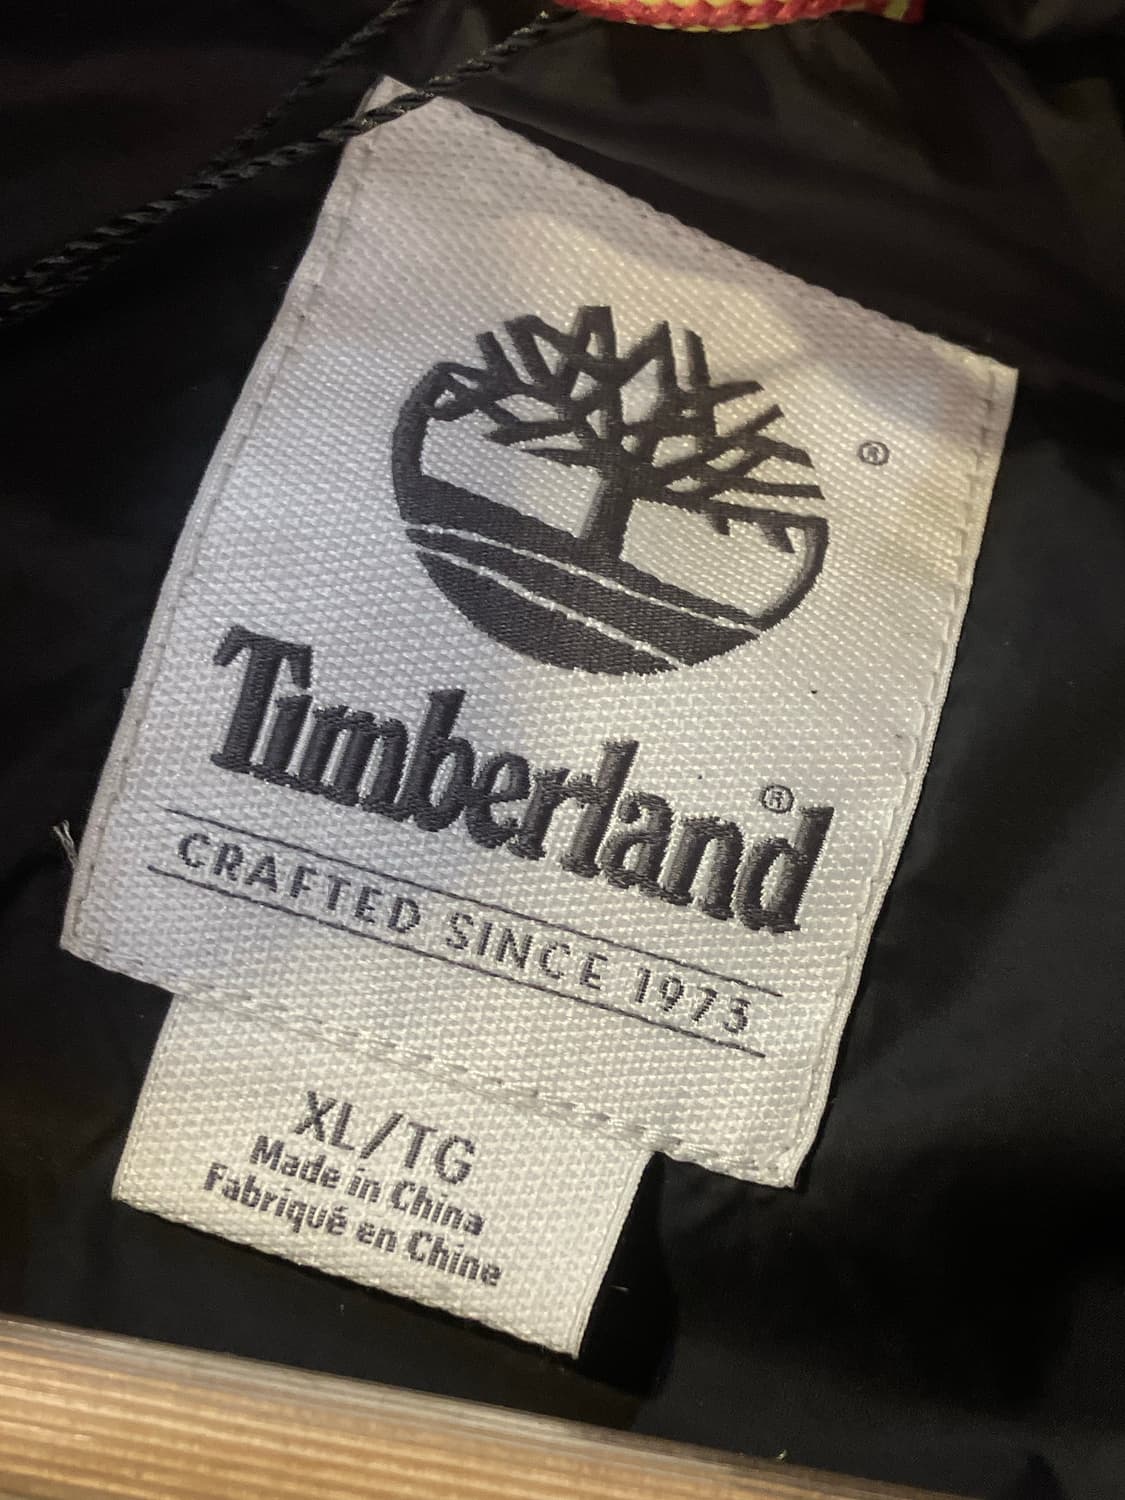 ®
Timberland®
CRAFTED SINCE 1973
XL/TG
Made in China
Fabriqué en Chine